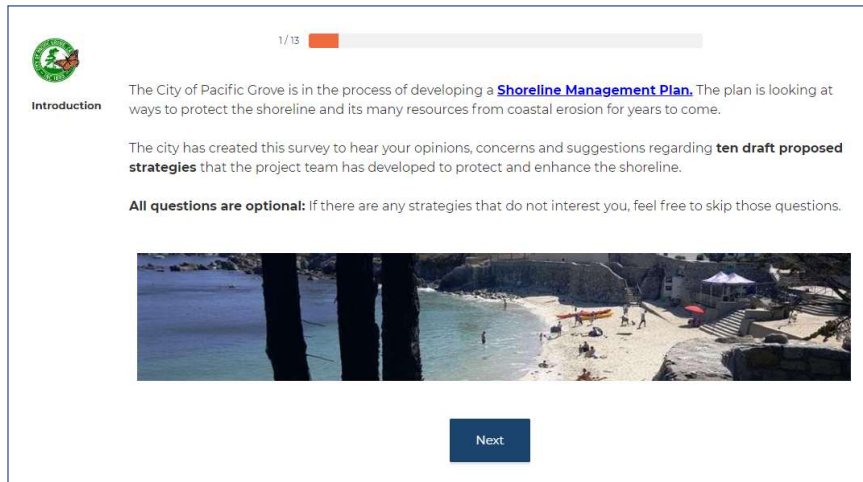 1 / 13
Introduction
The City of Pacific Grove is in the process of developing a Shoreline Management Plan. The plan is looking at
ways to protect the shoreline and its many resources from coastal erosion for years to come.
The city has created this survey to hear your opinions, concerns and suggestions regarding ten draft proposed
strategies that the project team has developed to protect and enhance the shoreline.
All questions are optional: If there are any strategies that do not interest you, feel free to skip those questions.
Next